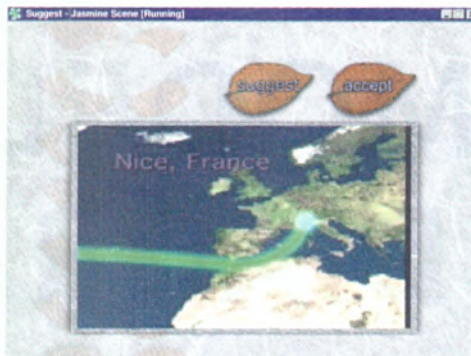 Suggest - Jasmine Scene [Running]
suggest accept
Nice, France